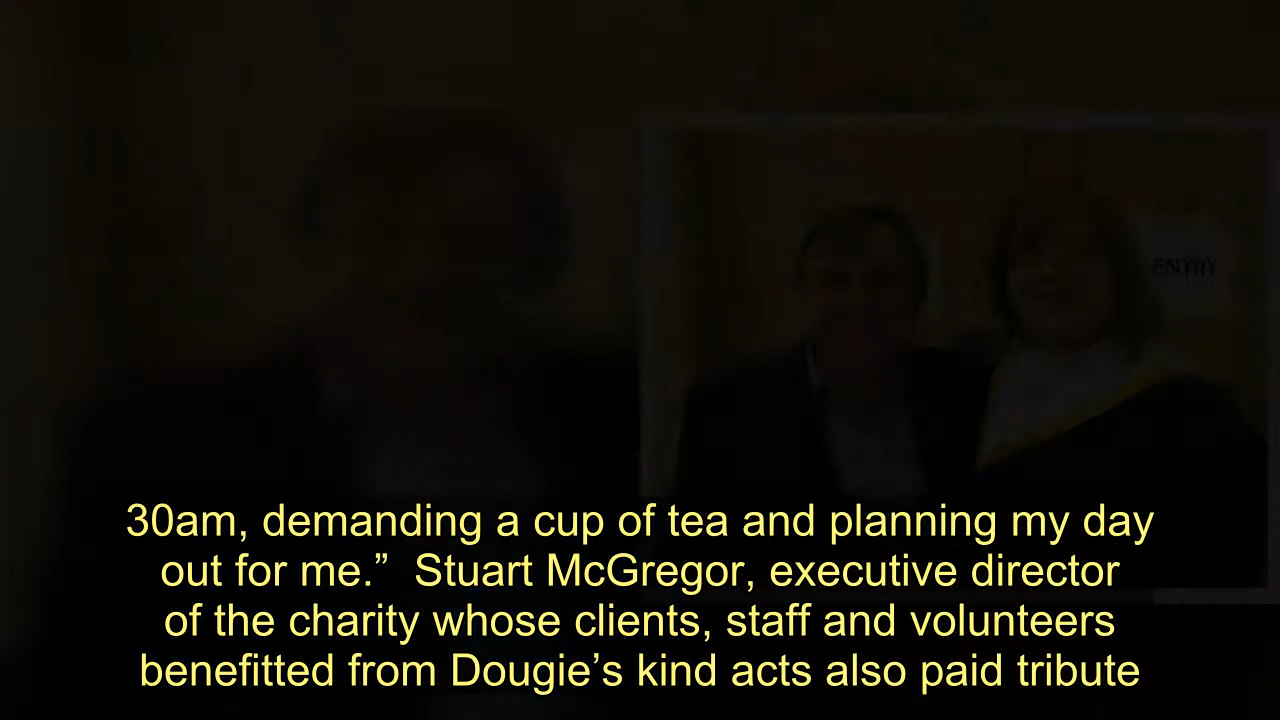 ENTRY
30am, demanding a cup of tea and planning my day
out for me.”  Stuart McGregor, executive director
of the charity whose clients, staff and volunteers
benefitted from Dougie’s kind acts also paid tribute